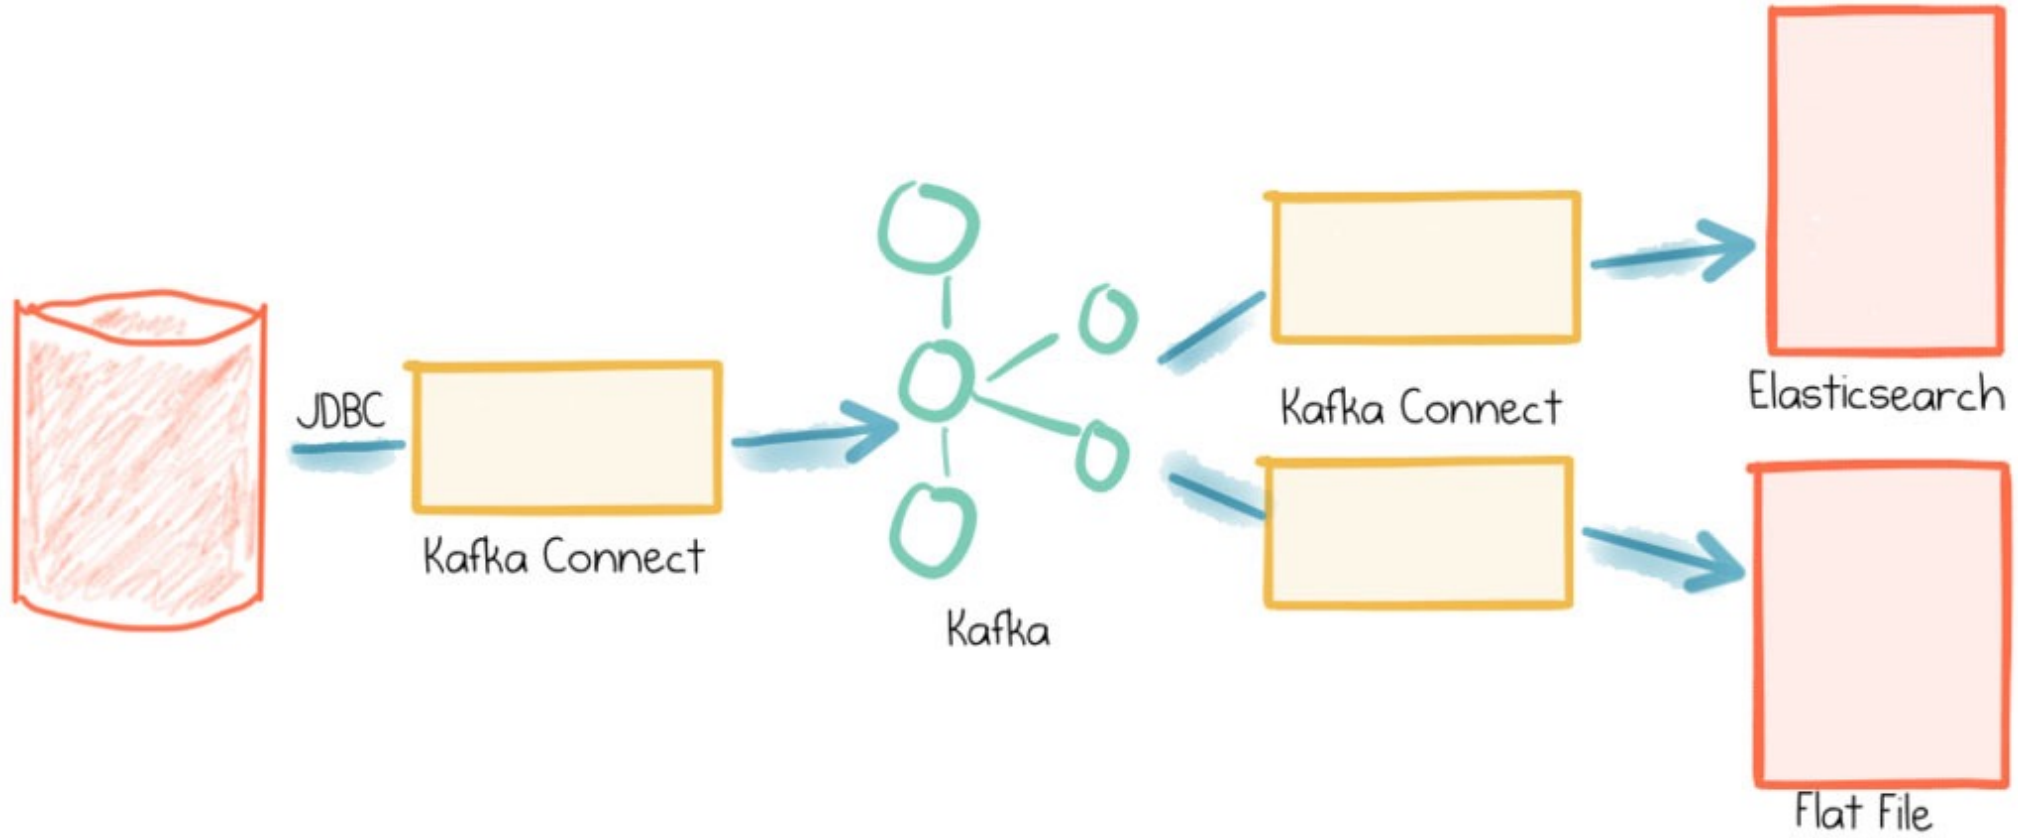 JDBC
Kafka Connect
Kafka
Kafka Connect
Elasticsearch
Flat File